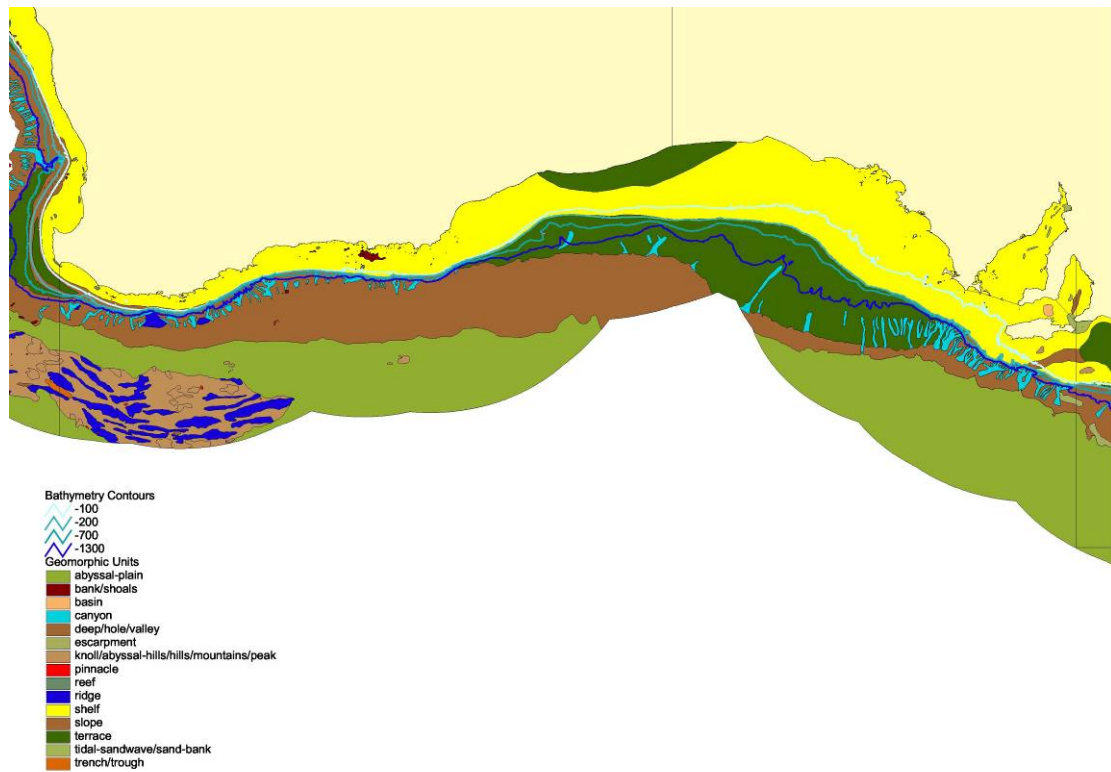 Bathymetry Contours
-100
-200
-700
-1300
Geomorphic Units
abyssal-plain
bank/shoals
basin
canyon
deep/hole/valley
escarpment
knoll/abyssal-hills/hills/mountains/peak
pinnacle
reef
ridge
shelf
slope
terrace
tidal-sandwave/sand-bank
trench/trough